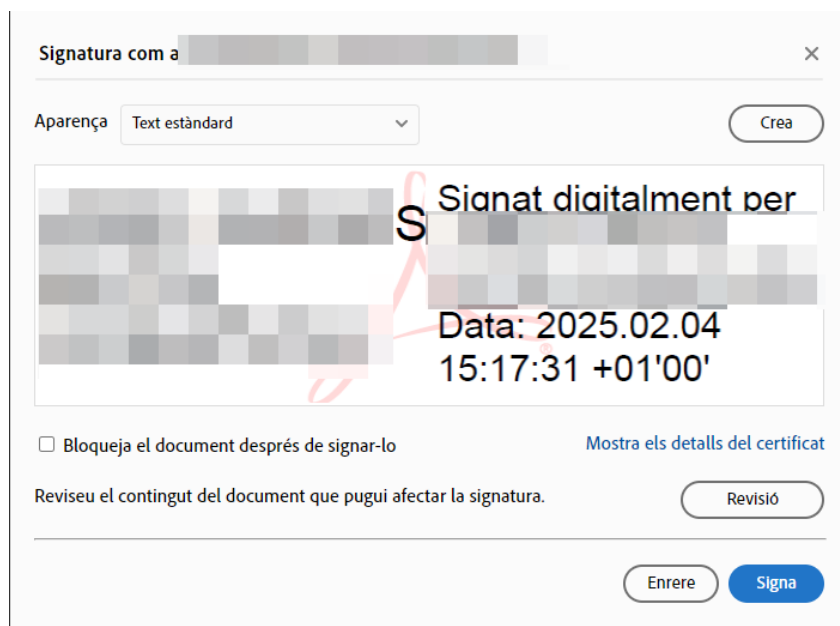 Signatura com a
Aparença Text estàndard Crea
S
Signat digitalment per
Data: 2025.02.04
15:17:31 +01'00'
Bloqueja el document després de signar-lo Mostra els detalls del certificat
Reviseu el contingut del document que pugui afectar la signatura. Revisió
Enrere Signa